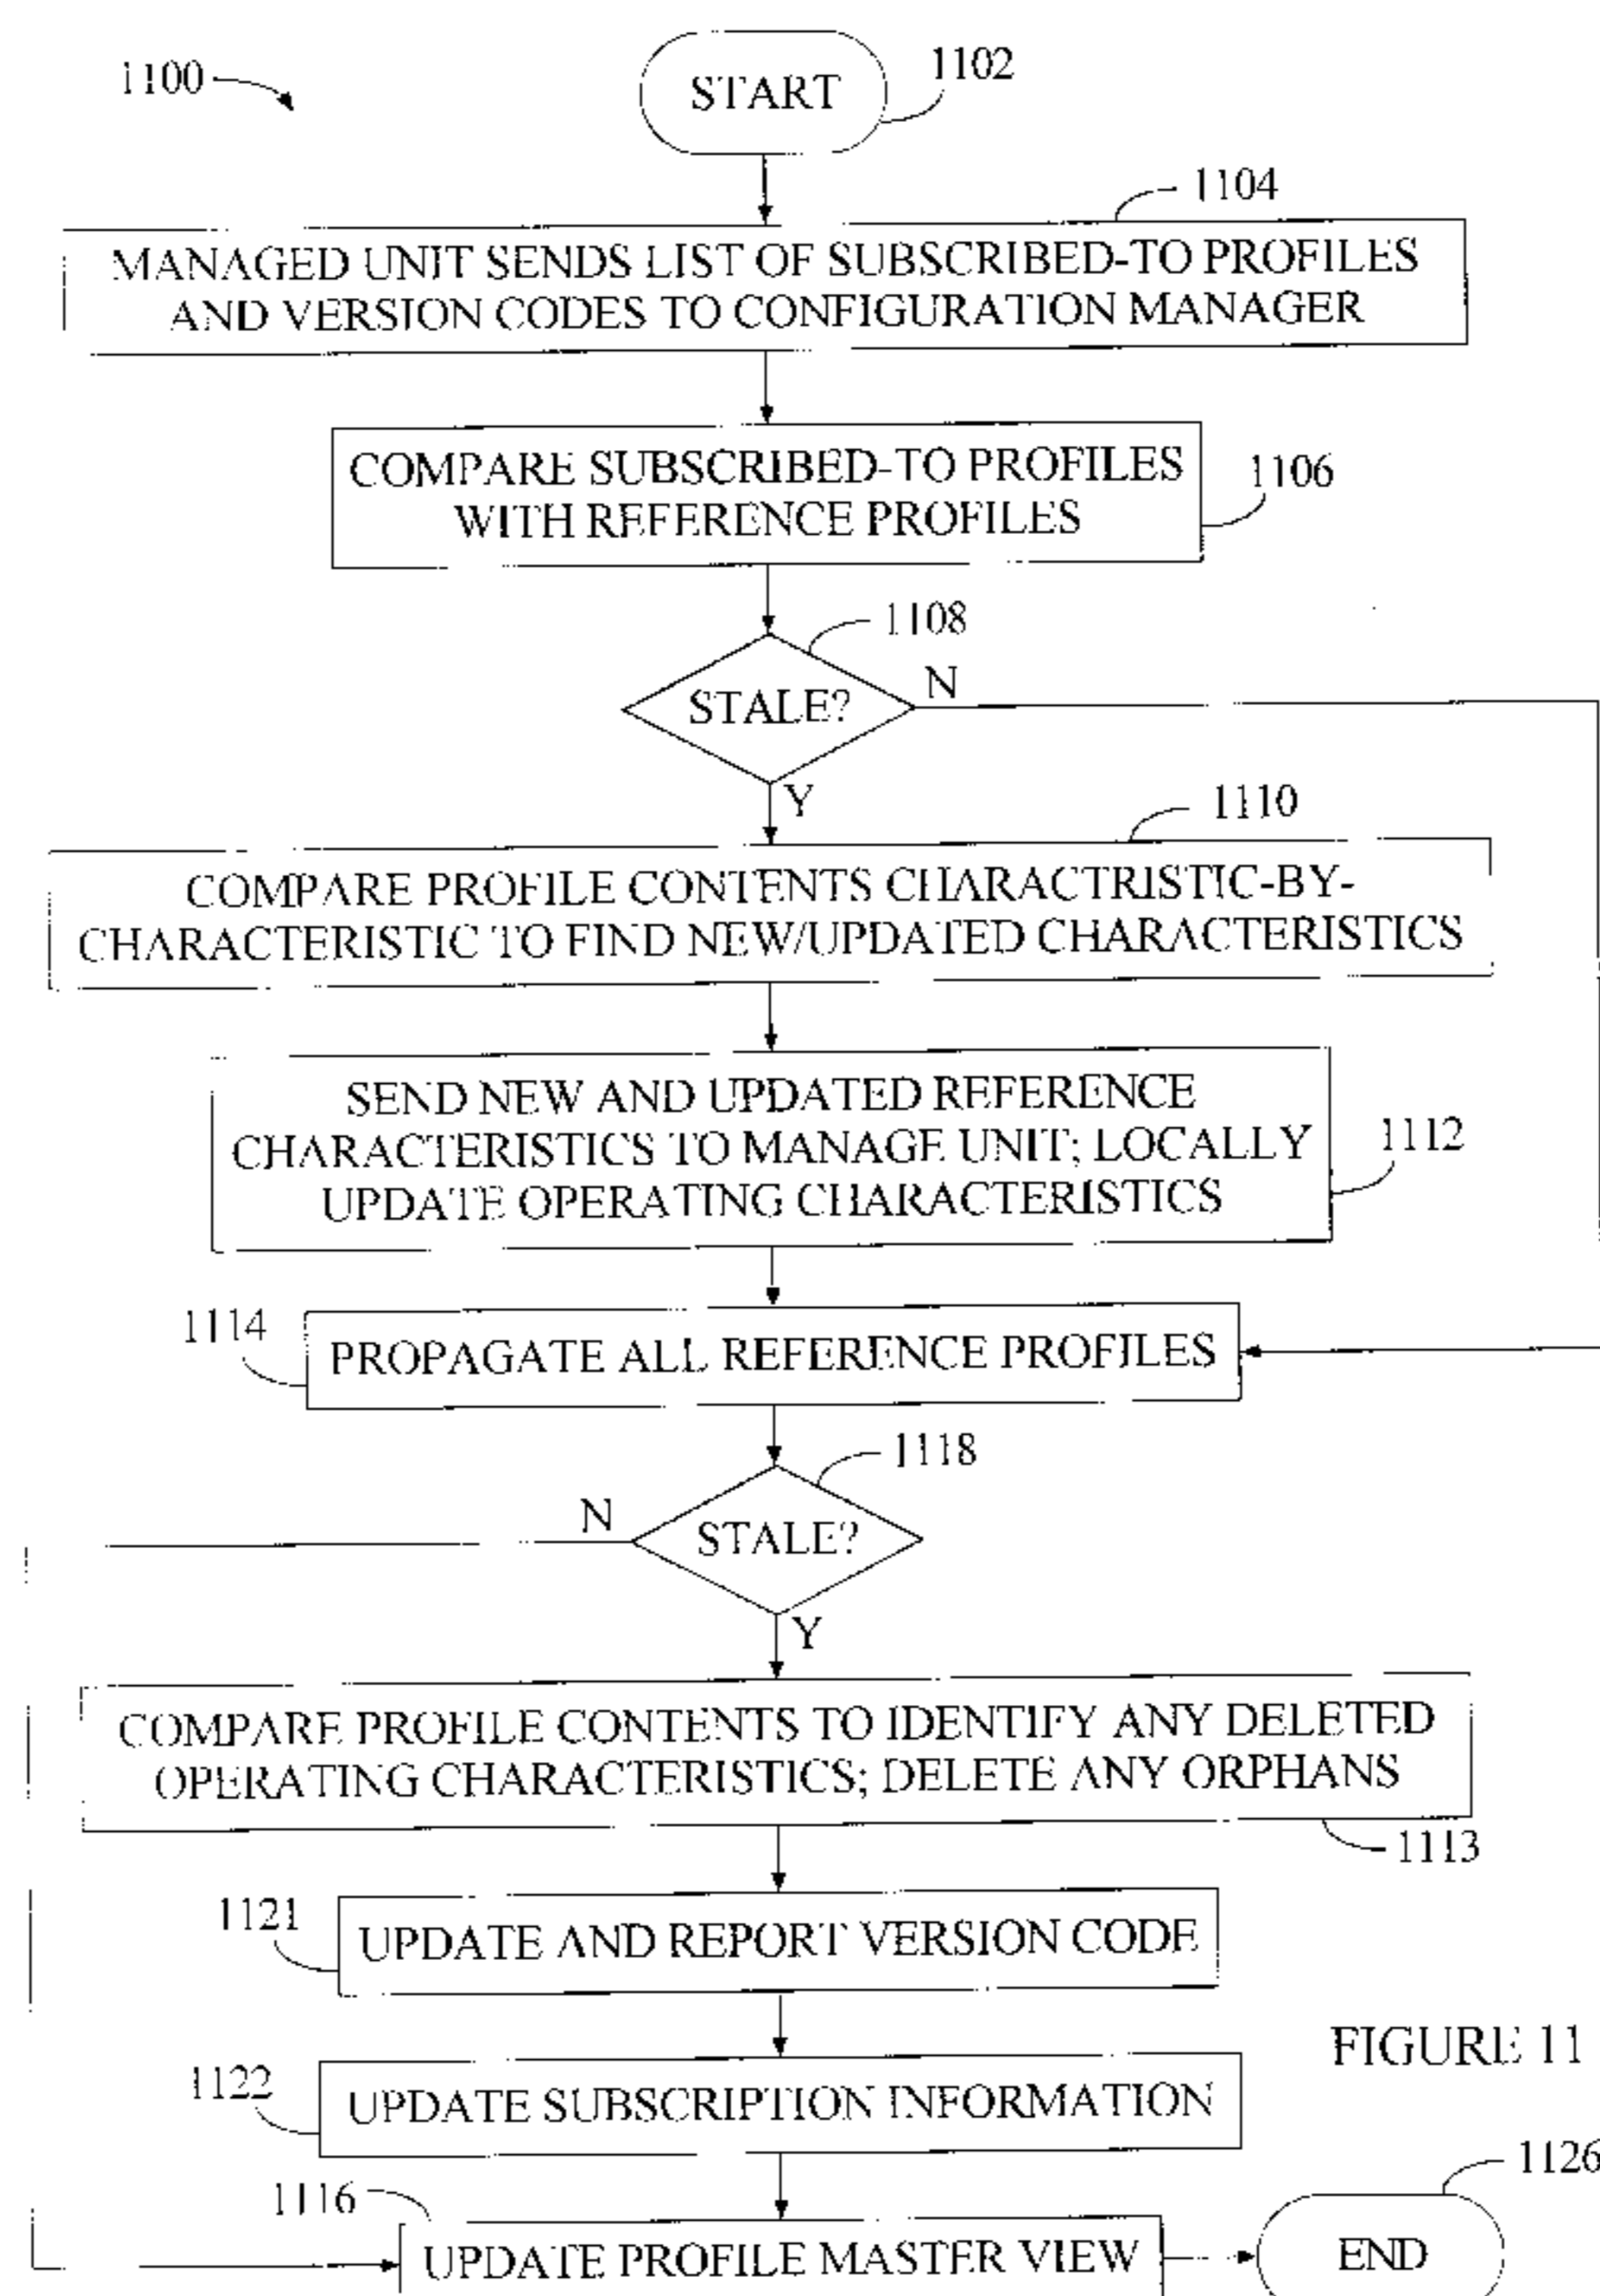 1100
START
1102
1104
MANAGED UNIT SENDS LIST OF SUBSCRIBED-TO PROFILES
AND VERSION CODES TO CONFIGURATION MANAGER
COMPARE SUBSCRIBED-TO PROFILES
WITH REFERENCE PROFILES
1106
1108
STALE?
N
Y
1110
COMPARE PROFILE CONTENTS CHARACTRISTIC-BY-
CHARACTERISTIC TO FIND NEW/UPDATED CHARACTERISTICS
SEND NEW AND UPDATED REFERENCE
CHARACTERISTICS TO MANAGE UNIT; LOCALLY
UPDATE OPERATING CHARACTERISTICS
1112
1114
PROPAGATE ALL REFERENCE PROFILES
1118
N
STALE?
Y
COMPARE PROFILE CONTENTS TO IDENTIFY ANY DELETED
OPERATING CHARACTERISTICS; DELETE ANY ORPHANS
1113
1121
UPDATE AND REPORT VERSION CODE
FIGURE 11
1122
UPDATE SUBSCRIPTION INFORMATION
1126
1116
UPDATE PROFILE MASTER VIEW
END